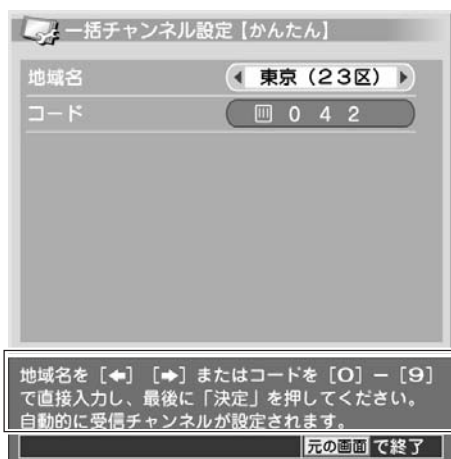 一括チャンネル設定【かんたん】
地域名 東京（23区）
コード 042
地域名を［←］［→］またはコードを［0］－［9］
で直接入力し、最後に「決定」を押してください。
自動的に受信チャンネルが設定されます。
元の画面 で終了